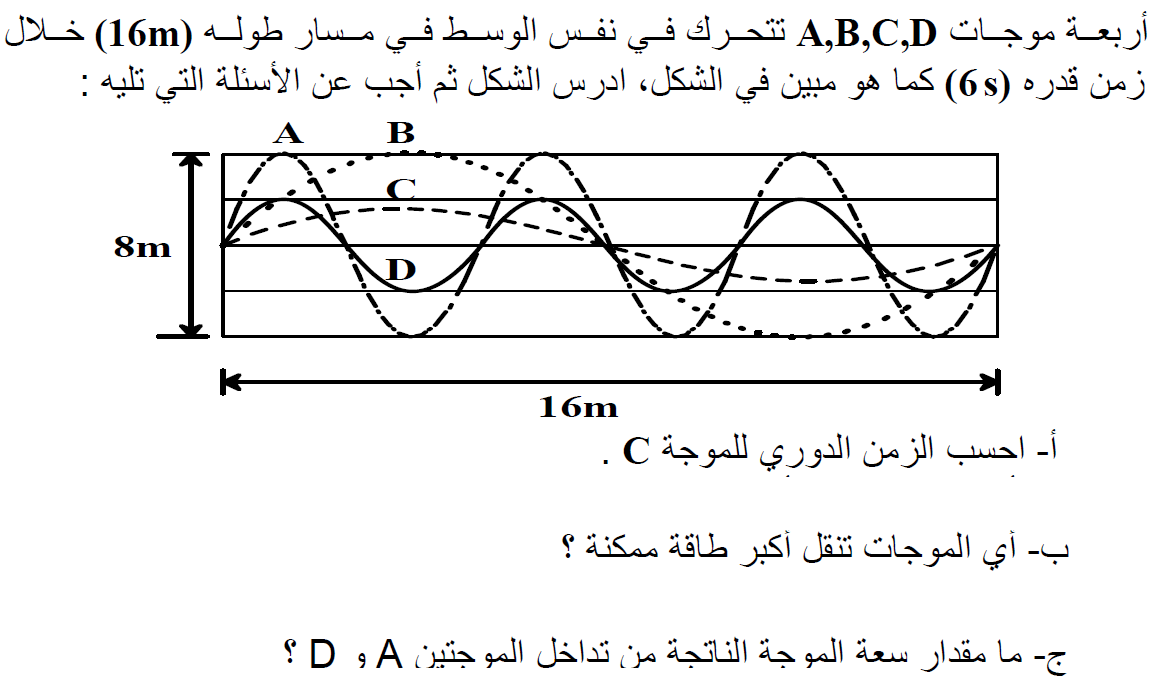 أربعة موجات A,B,C,D تتحرك في نفس الوسط في مسار طوله (16m) خلال
زمن قدره (6 s) كما هو مبين في الشكل، ادرس الشكل ثم أجب عن الأسئلة التي تليه :
A B
C
8m
D
16m
أ- احسب الزمن الدوري للموجة C .
ب- أي الموجات تنقل أكبر طاقة ممكنة ؟
ج- ما مقدار سعة الموجة الناتجة من تداخل الموجتين A و D ؟